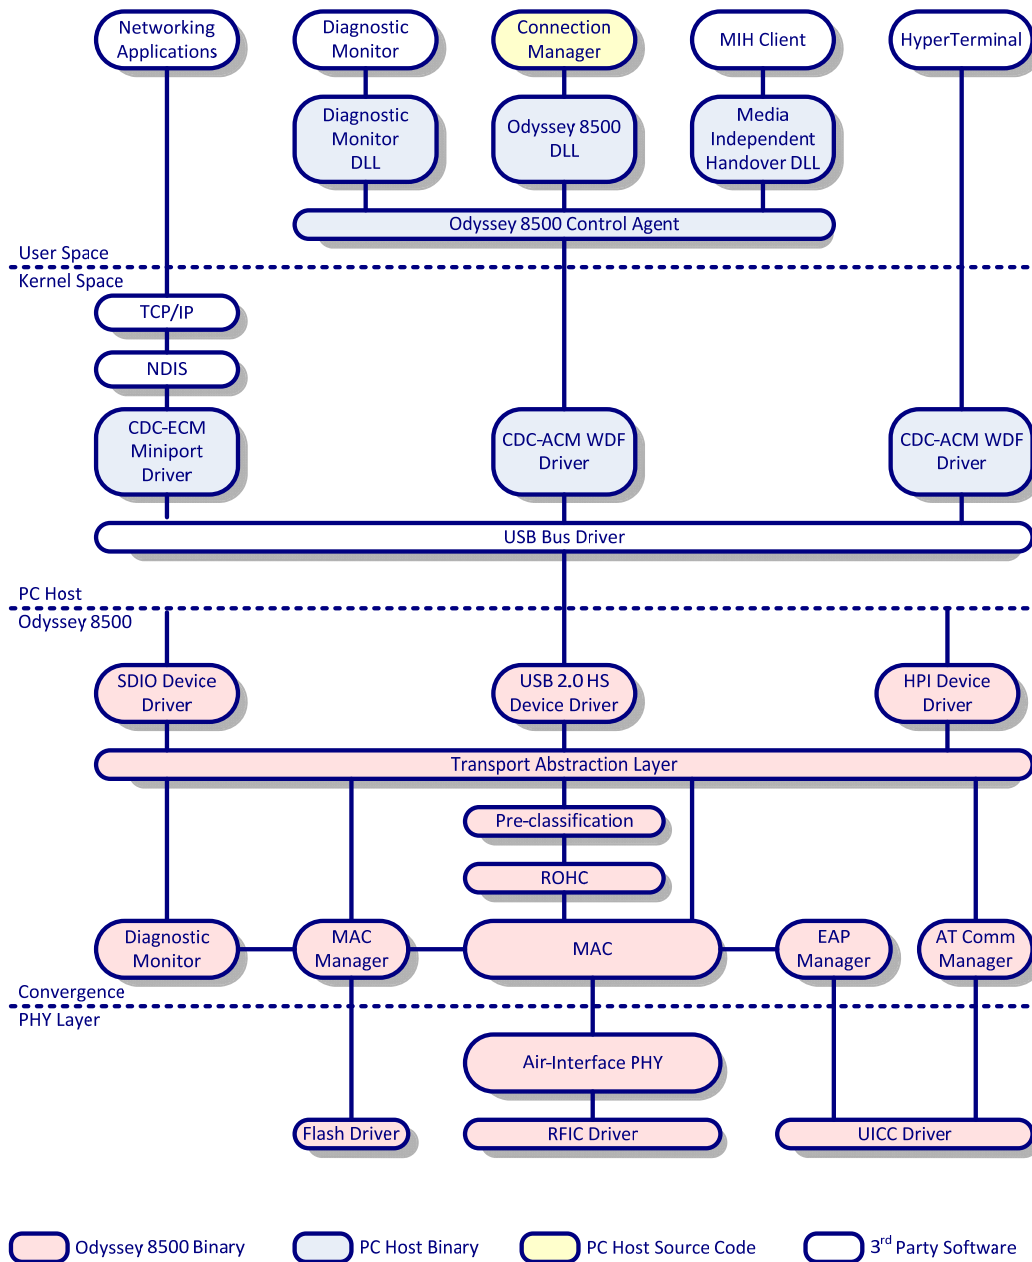 Networking
Applications
Diagnostic
Monitor
Connection
Manager
MIH Client
HyperTerminal
Diagnostic
Monitor
DLL
Odyssey 8500
DLL
Media
Independent
Handover DLL
Odyssey 8500 Control Agent
User Space
Kernel Space
TCP/IP
NDIS
CDC-ECM
Miniport
Driver
CDC-ACM WDF
Driver
CDC-ACM WDF
Driver
USB Bus Driver
PC Host
Odyssey 8500
SDIO Device
Driver
USB 2.0 HS
Device Driver
HPI Device
Driver
Transport Abstraction Layer
Pre-classification
ROHC
Diagnostic
Monitor
MAC
Manager
MAC
EAP
Manager
AT Comm
Manager
Convergence
PHY Layer
Air-Interface PHY
Flash Driver
RFIC Driver
UICC Driver
Odyssey 8500 Binary
PC Host Binary
PC Host Source Code
3rd Party Software